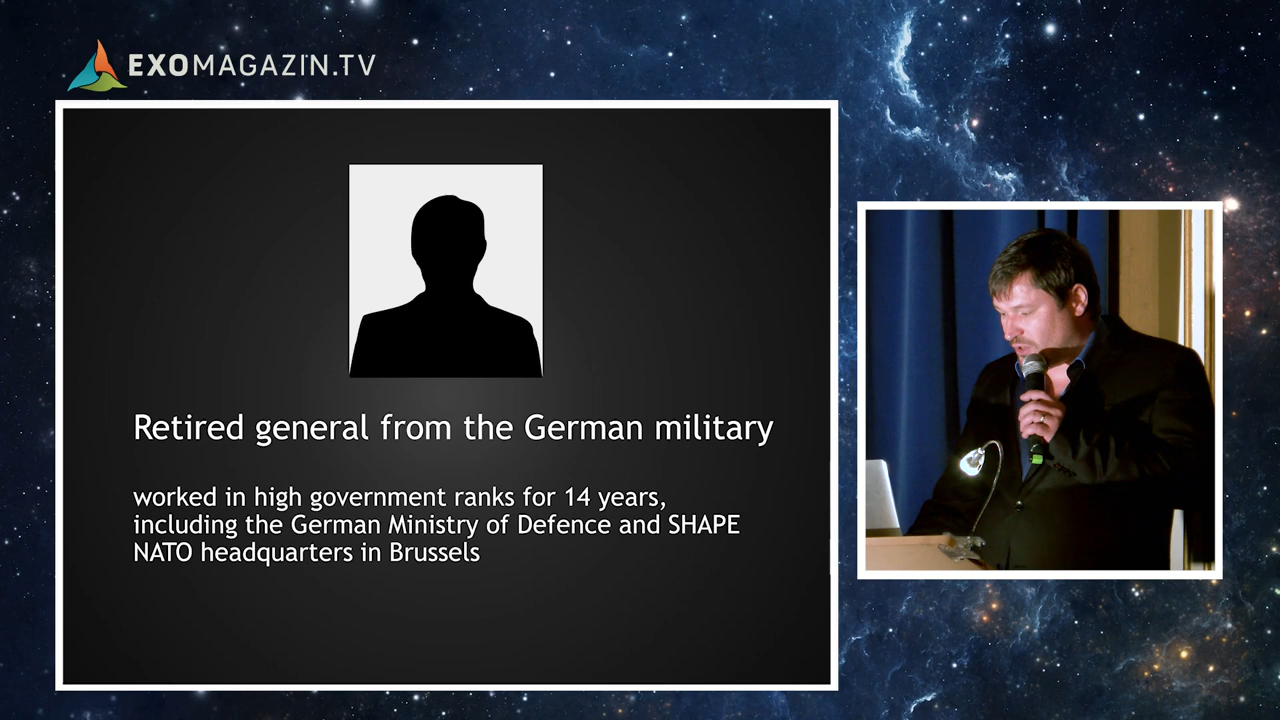 EXOMAGAZIN.TV
Retired general from the German military
worked in high government ranks for 14 years,
including the German Ministry of Defence and SHAPE
NATO headquarters in Brussels